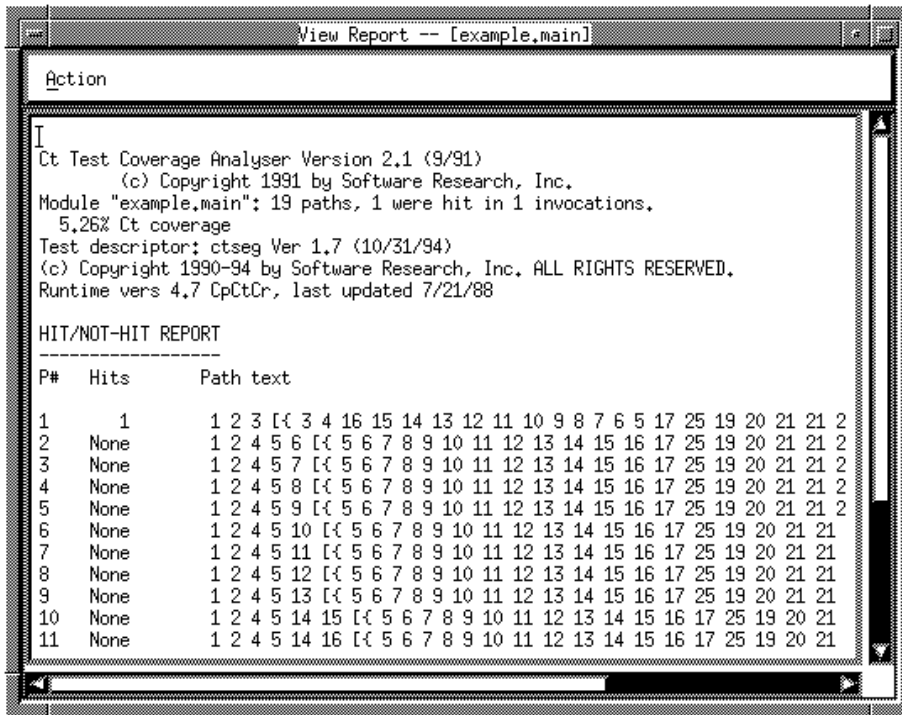 View Report -- [example.main]
Action
Ct Test Coverage Analyser Version 2.1 (9/91)
(c) Copyright 1991 by Software Research, Inc.
Module "example.main": 19 paths, 1 were hit in 1 invocations.
5.26% Ct coverage
Test descriptor: ctseg Ver 1.7 (10/31/94)
(c) Copyright 1990-94 by Software Research, Inc. ALL RIGHTS RESERVED.
Runtime vers 4.7 CpCtCr, last updated 7/21/88
HIT/NOT-HIT REPORT
-------------------
P# Hits Path text
1 1 1 2 3 [{ 3 4 16 15 14 13 12 11 10 9 8 7 6 5 17 25 19 20 21 21 2
2 None 1 2 4 5 6 [{ 5 6 7 8 9 10 11 12 13 14 15 16 17 25 19 20 21 21 2
3 None 1 2 4 5 7 [{ 5 6 7 8 9 10 11 12 13 14 15 16 17 25 19 20 21 21 2
4 None 1 2 4 5 8 [{ 5 6 7 8 9 10 11 12 13 14 15 16 17 25 19 20 21 21 2
5 None 1 2 4 5 9 [{ 5 6 7 8 9 10 11 12 13 14 15 16 17 25 19 20 21 21 2
6 None 1 2 4 5 10 [{ 5 6 7 8 9 10 11 12 13 14 15 16 17 25 19 20 21 21
7 None 1 2 4 5 11 [{ 5 6 7 8 9 10 11 12 13 14 15 16 17 25 19 20 21 21
8 None 1 2 4 5 12 [{ 5 6 7 8 9 10 11 12 13 14 15 16 17 25 19 20 21 21
9 None 1 2 4 5 13 [{ 5 6 7 8 9 10 11 12 13 14 15 16 17 25 19 20 21 21
10 None 1 2 4 5 14 15 [{ 5 6 7 8 9 10 11 12 13 14 15 16 17 25 19 20 21
11 None 1 2 4 5 14 16 [{ 5 6 7 8 9 10 11 12 13 14 15 16 17 25 19 20 21